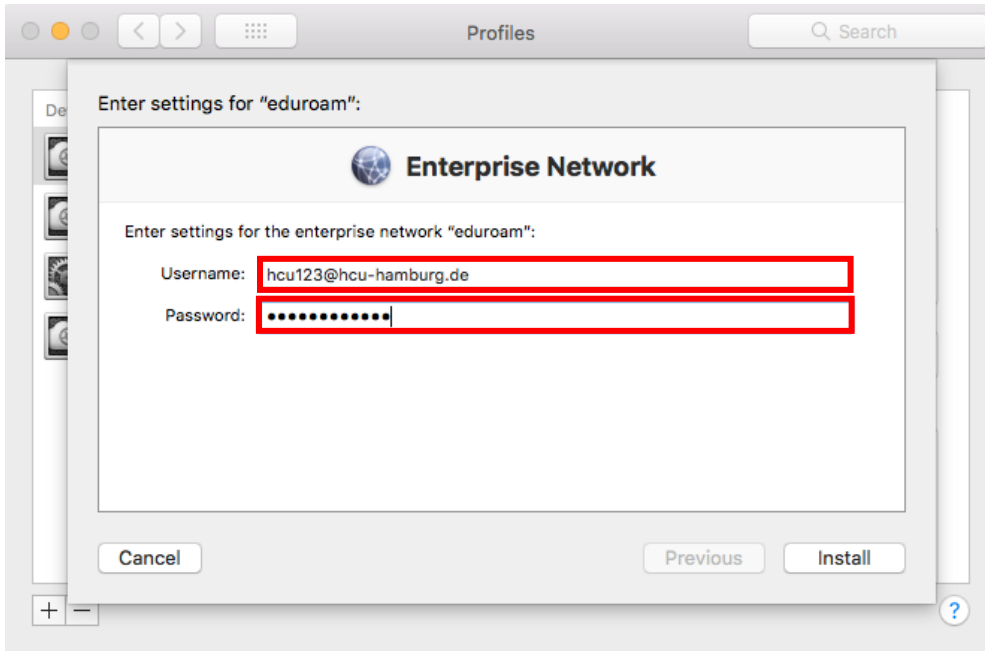 Profiles
Search
De
Enter settings for “eduroam”:
Enterprise Network
Enter settings for the enterprise network “eduroam”:
Username: hcu123@hcu-hamburg.de
Password: ••••••••••••
Cancel Previous Install
+ − ?